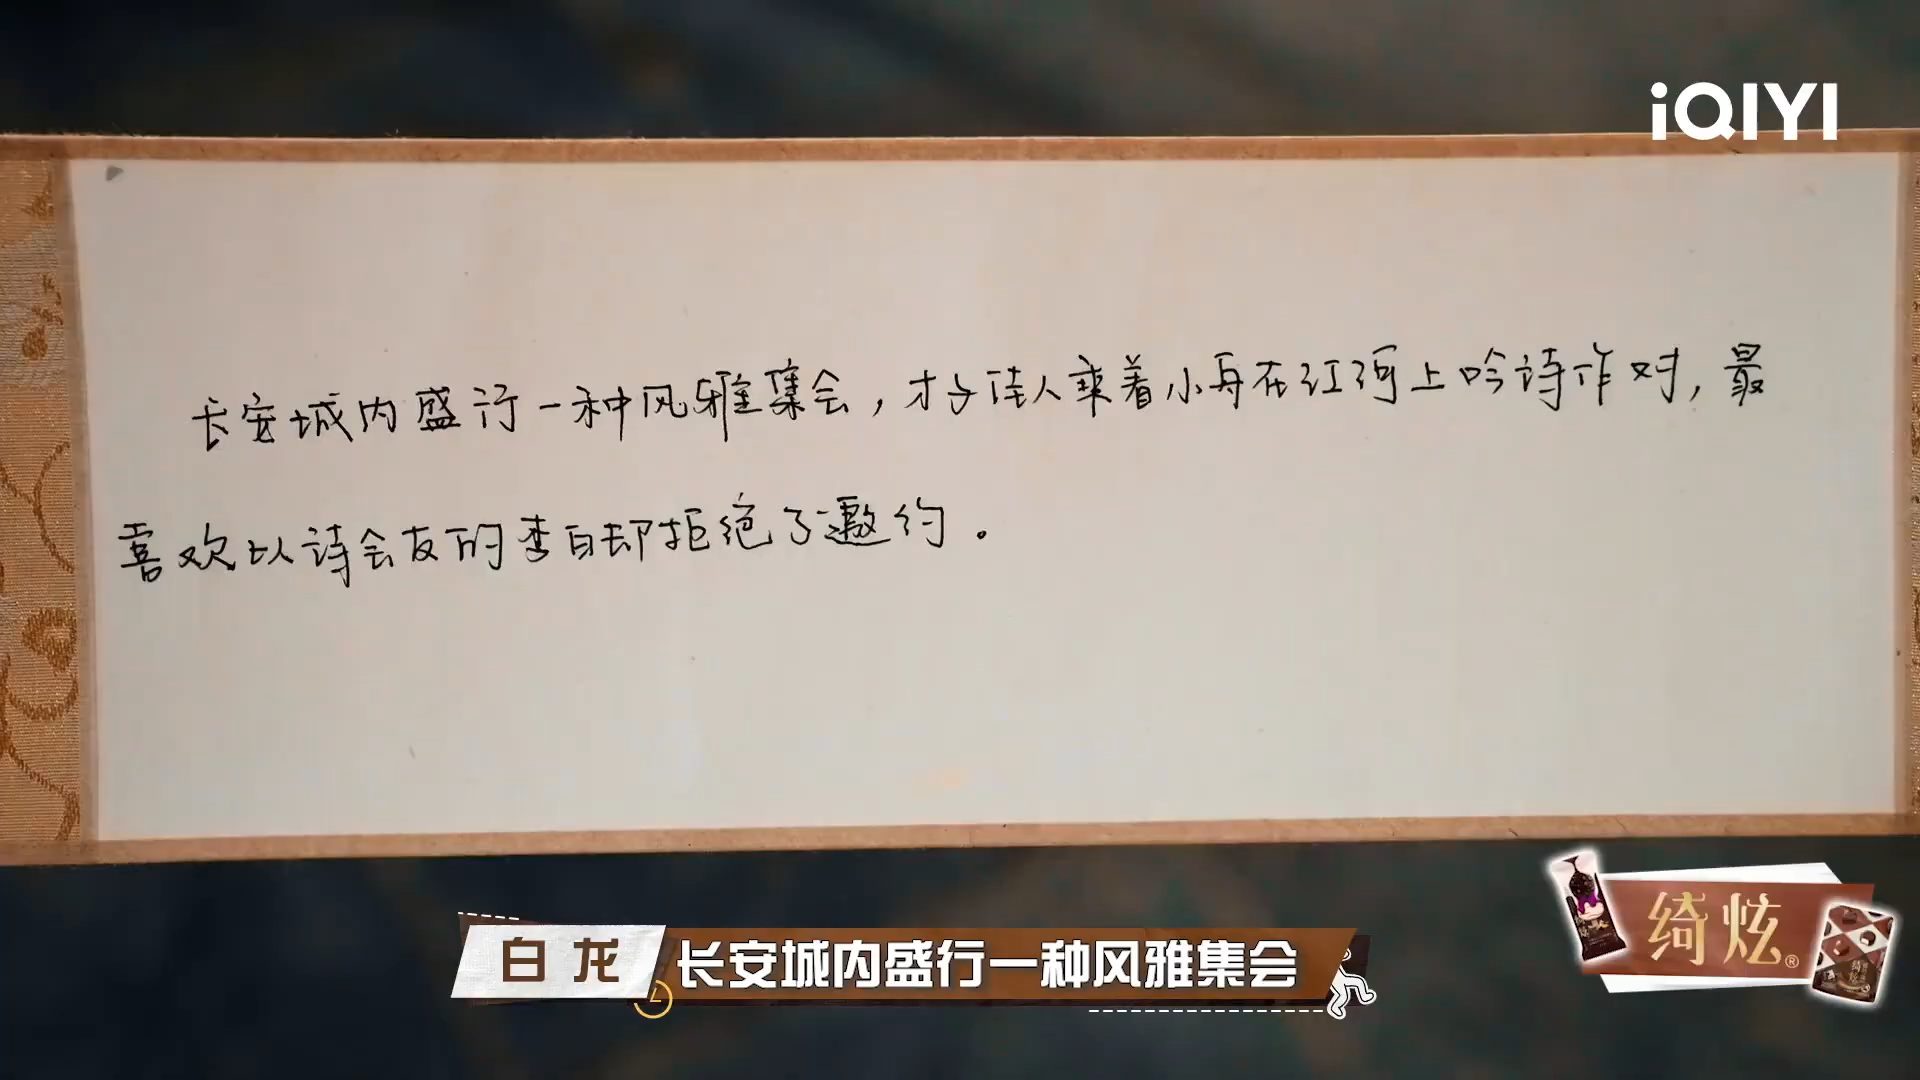 iQIYI
长安城内盛行一种风雅集会，才子佳人乘着小舟在江河上吟诗作对，最
喜欢以诗会友的李白却拒绝了邀约。
白龙 长安城内盛行一种风雅集会
绮炫®